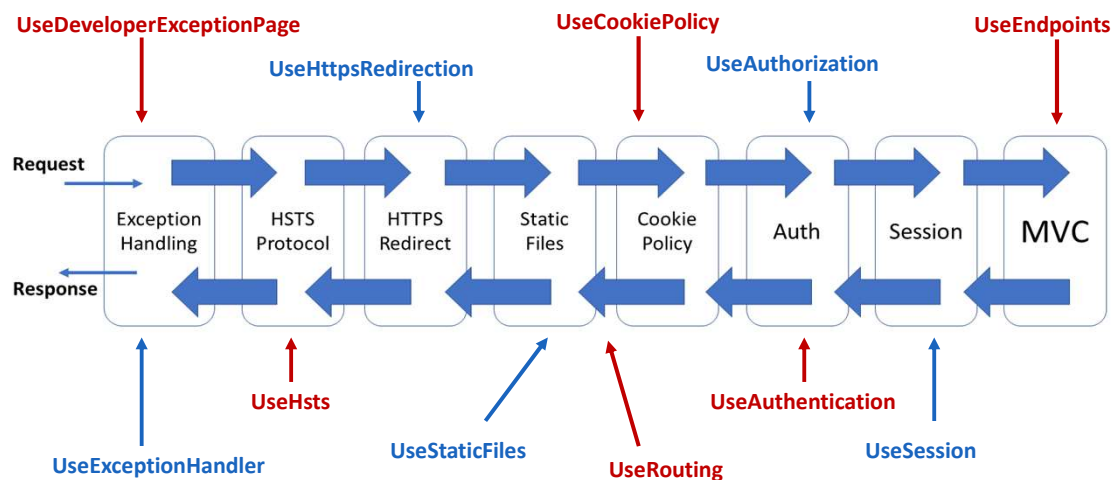 UseDeveloperExceptionPage
UseCookiePolicy
UseEndpoints
UseHttpsRedirection
UseAuthorization
Request
Exception
Handling
HSTS
Protocol
HTTPS
Redirect
Static
Files
Cookie
Policy
Auth
Session
MVC
Response
UseHsts
UseAuthentication
UseStaticFiles
UseSession
UseExceptionHandler
UseRouting